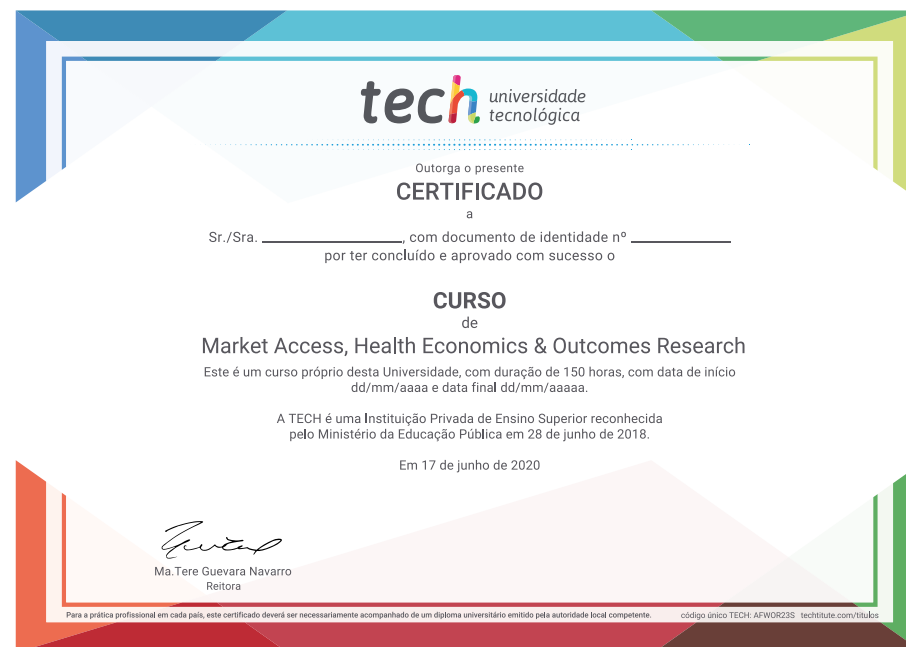 tech universidade
tecnológica
Outorga o presente
CERTIFICADO
a
Sr./Sra. ______________, com documento de identidade nº __________
por ter concluído e aprovado com sucesso o
CURSO
de
Market Access, Health Economics & Outcomes Research
Este é um curso próprio desta Universidade, com duração de 150 horas, com data de início
dd/mm/aaaa e data final dd/mm/aaaaa.
A TECH é uma Instituição Privada de Ensino Superior reconhecida
pelo Ministério da Educação Pública em 28 de junho de 2018.
Em 17 de junho de 2020
Ma.Tere Guevara Navarro
Reitora
Para a prática profissional em cada país, este certificado deverá ser necessariamente acompanhado de um diploma universitário emitido pela autoridade local competente. código único TECH: AFWOR23S techtitute.com/titulos